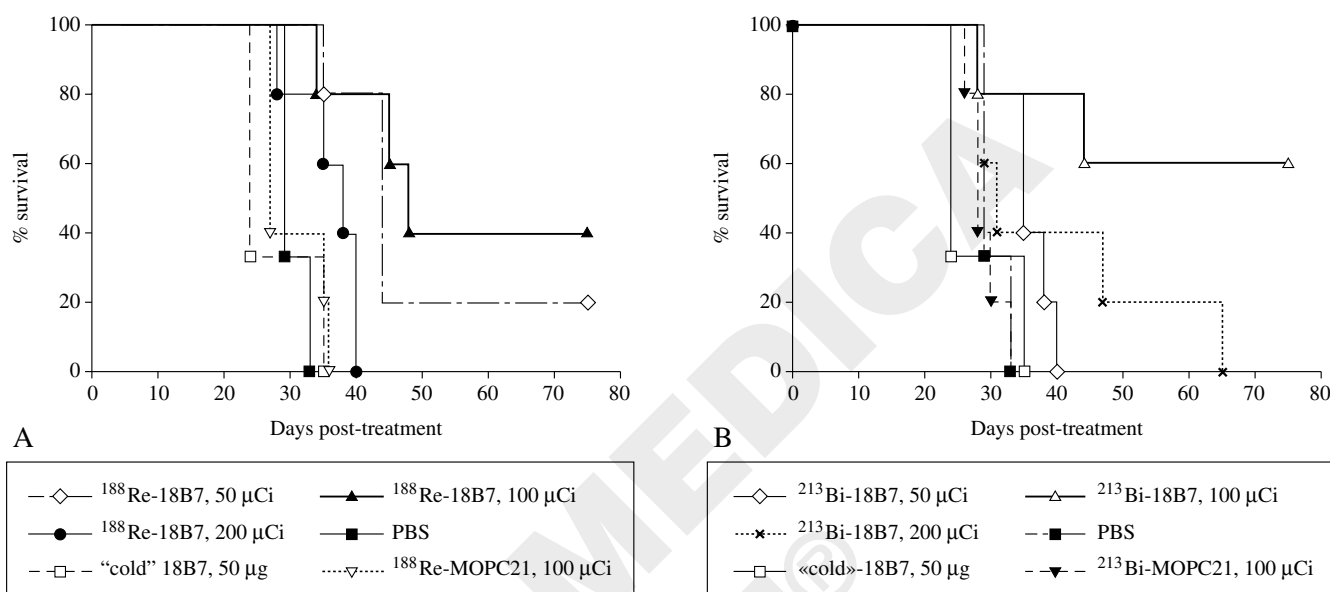 100
80
60
40
20
0
% survival
0 10 20 30 40 50 60 70 80
Days post-treatment
A
188Re-18B7, 50 µCi
188Re-18B7, 100 µCi
188Re-18B7, 200 µCi
PBS
“cold” 18B7, 50 µg
188Re-MOPC21, 100 µCi
100
80
60
40
20
0
% survival
0 10 20 30 40 50 60 70 80
Days post-treatment
B
213Bi-18B7, 50 µCi
213Bi-18B7, 100 µCi
213Bi-18B7, 200 µCi
PBS
«cold»-18B7, 50 µg
213Bi-MOPC21, 100 µCi
MEDICA
®